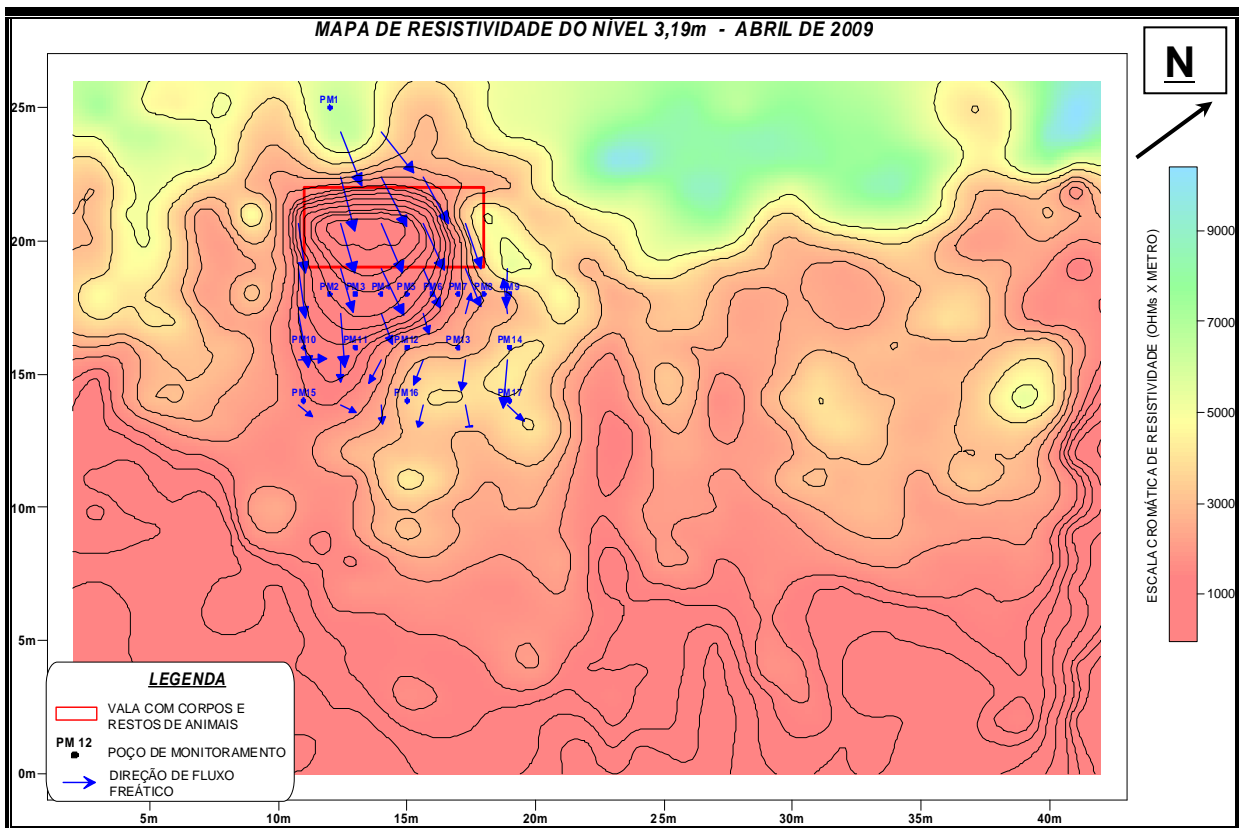 MAPA DE RESISTIVIDADE DO NÍVEL 3,19m - ABRIL DE 2009
N
25m
20m
15m
10m
5m
0m
PM1
PM2
PM3
PM4
PM5
PM6
PM7
PM8
PM9
PM10
PM11
PM12
PM13
PM14
PM15
PM16
PM17
9000
7000
5000
3000
1000
ESCALA CROMÁTICA DE RESISTIVIDADE (OHMs X METRO)
LEGENDA
VALA COM CORPOS E
RESTOS DE ANIMAIS
PM 12
POÇO DE MONITORAMENTO
DIREÇÃO DE FLUXO
FREÁTICO
5m
10m
15m
20m
25m
30m
35m
40m